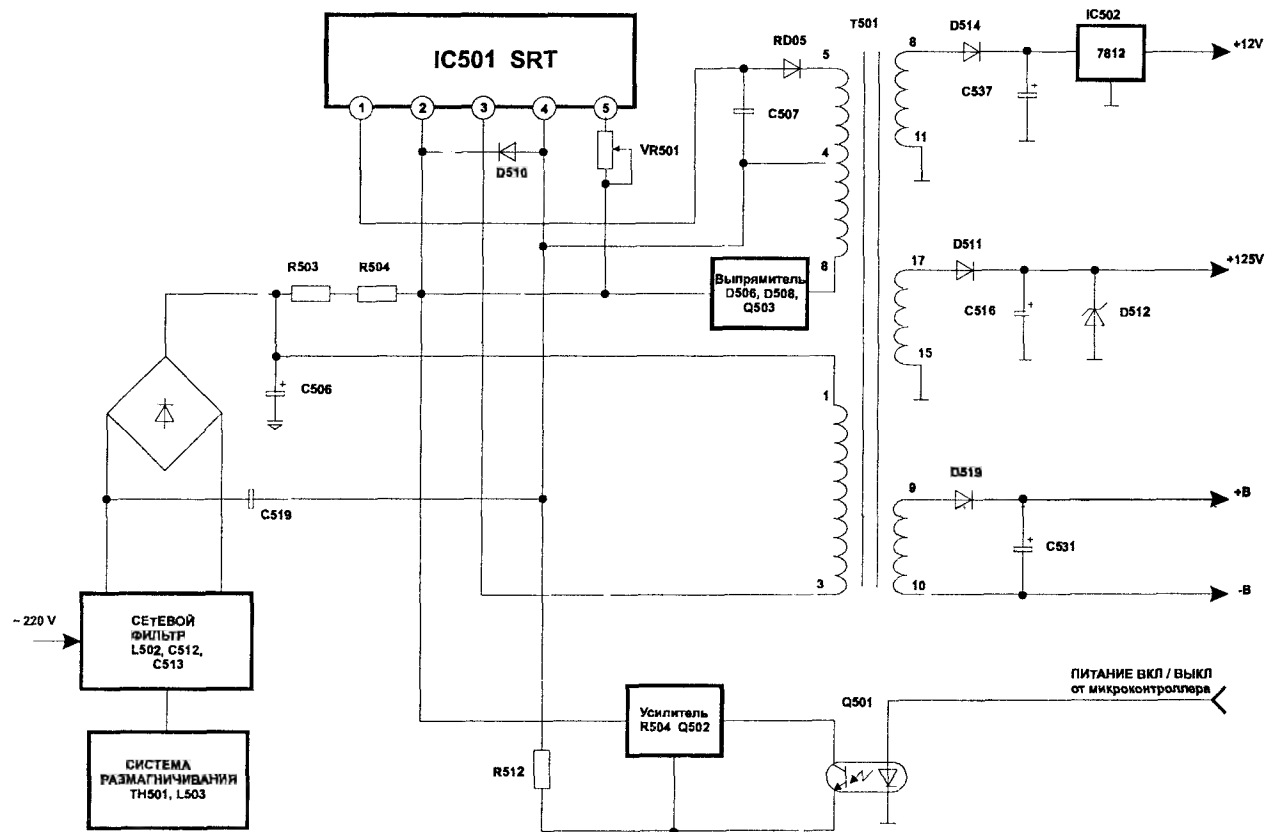 IC501 SRT
1
2
3
4
5
D510
VR501
RD05
C507
5
4
8
T501
8
11
D514
C537
IC502
7812
+12V
17
15
D511
C516
D512
+125V
R503
R504
Выпрямитель
D506, D508,
Q503
C506
1
3
C519
9
10
D519
C531
+B
-B
~ 220 V
СЕТЕВОЙ
ФИЛЬТР
L502, C512,
C513
СИСТЕМА
РАЗМАГНИЧИВАНИЯ
TH501, L503
R512
Усилитель
R504 Q502
Q501
ПИТАНИЕ ВКЛ / ВЫКЛ
от микроконтроллера
+
+
+
+